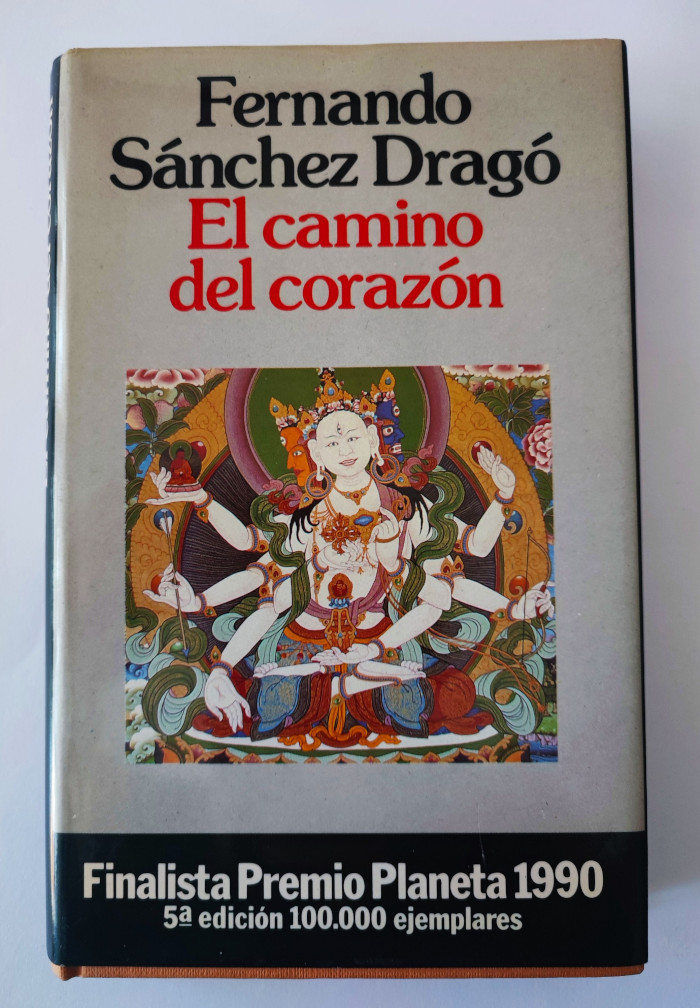 Fernando
Sánchez Dragó
El camino
del corazón
Finalista Premio Planeta 1990
5ª edición 100.000 ejemplares